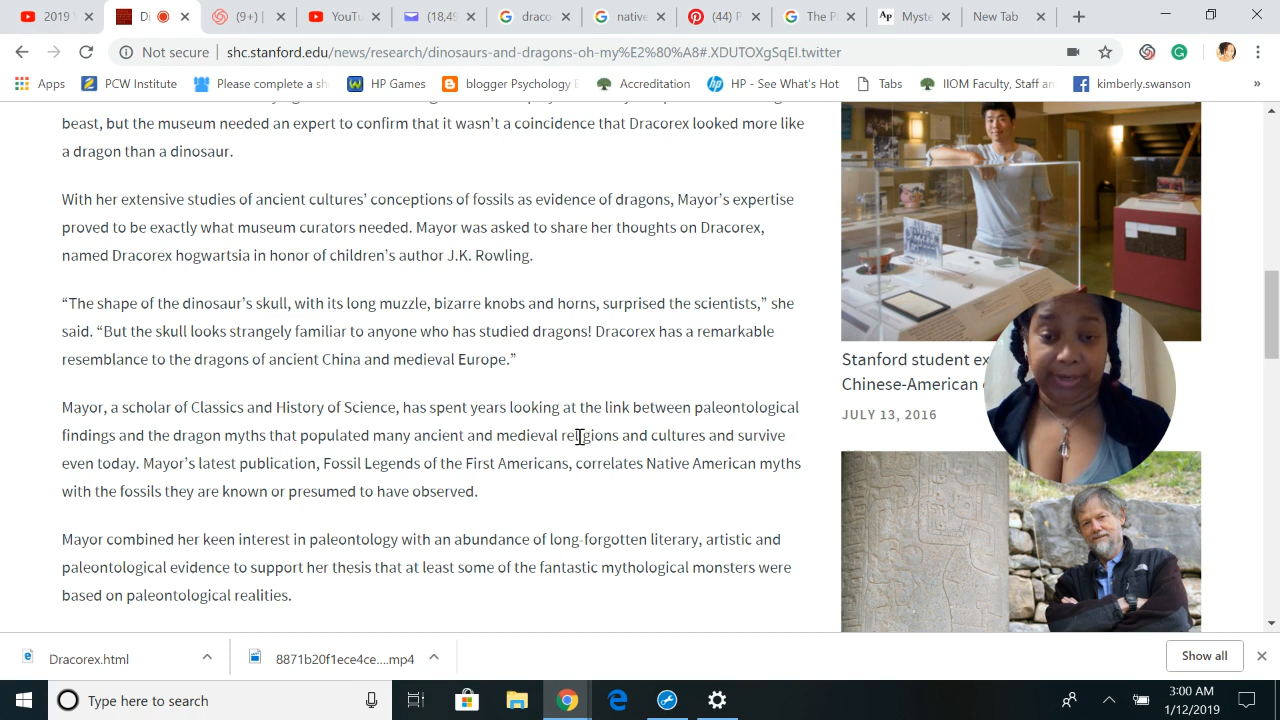 2019
Di
(9+)
YouTu
(18,49
draco
native
(44) P
The Pl
Myste
New Tab
Not secure
shc.stanford.edu/news/research/dinosaurs-and-dragons-oh-my%E2%80%A8#.XDUTOXgSqEI.twitter
Apps
PCW Institute
Please complete a sh
HP Games
blogger Psychology E
Accreditation
HP - See What's Hot
Tabs
IIOM Faculty, Staff an
kimberly.swanson
beast, but the museum needed an expert to confirm that it wasn’t a coincidence that Dracorex looked more like
a dragon than a dinosaur.
With her extensive studies of ancient cultures’ conceptions of fossils as evidence of dragons, Mayor’s expertise
proved to be exactly what museum curators needed. Mayor was asked to share her thoughts on Dracorex,
named Dracorex hogwartsia in honor of children’s author J.K. Rowling.
“The shape of the dinosaur’s skull, with its long muzzle, bizarre knobs and horns, surprised the scientists,” she
said. “But the skull looks strangely familiar to anyone who has studied dragons! Dracorex has a remarkable
resemblance to the dragons of ancient China and medieval Europe.”
Mayor, a scholar of Classics and History of Science, has spent years looking at the link between paleontological
findings and the dragon myths that populated many ancient and medieval religions and cultures and survive
even today. Mayor’s latest publication, Fossil Legends of the First Americans, correlates Native American myths
with the fossils they are known or presumed to have observed.
Mayor combined her keen interest in paleontology with an abundance of long-forgotten literary, artistic and
paleontological evidence to support her thesis that at least some of the fantastic mythological monsters were
based on paleontological realities.
Stanford student ex
Chinese-American
JULY 13, 2016
Dracorex.html
8871b20f1ece4ce....mp4
Show all
Type here to search
3:00 AM
1/12/2019